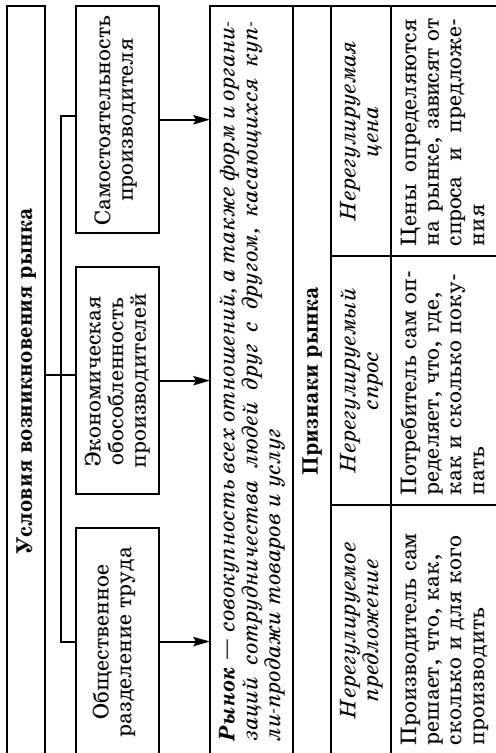 Условия возникновения рынка
Общественное
разделение труда
Экономическая
обособленность
производителей
Самостоятельность
производителя
Рынок — совокупность всех отношений, а также форм и органи-
заций сотрудничества людей друг с другом, касающихся куп-
ли-продажи товаров и услуг
Признаки рынка
Нерегулируемое
предложение
Нерегулируемый
спрос
Нерегулируемая
цена
Производитель сам
решает, что, как,
сколько и для кого
производить
Потребитель сам оп-
ределяет, что, где,
как и сколько поку-
пать
Цены определяются
на рынке, зависят от
спроса и предложе-
ния